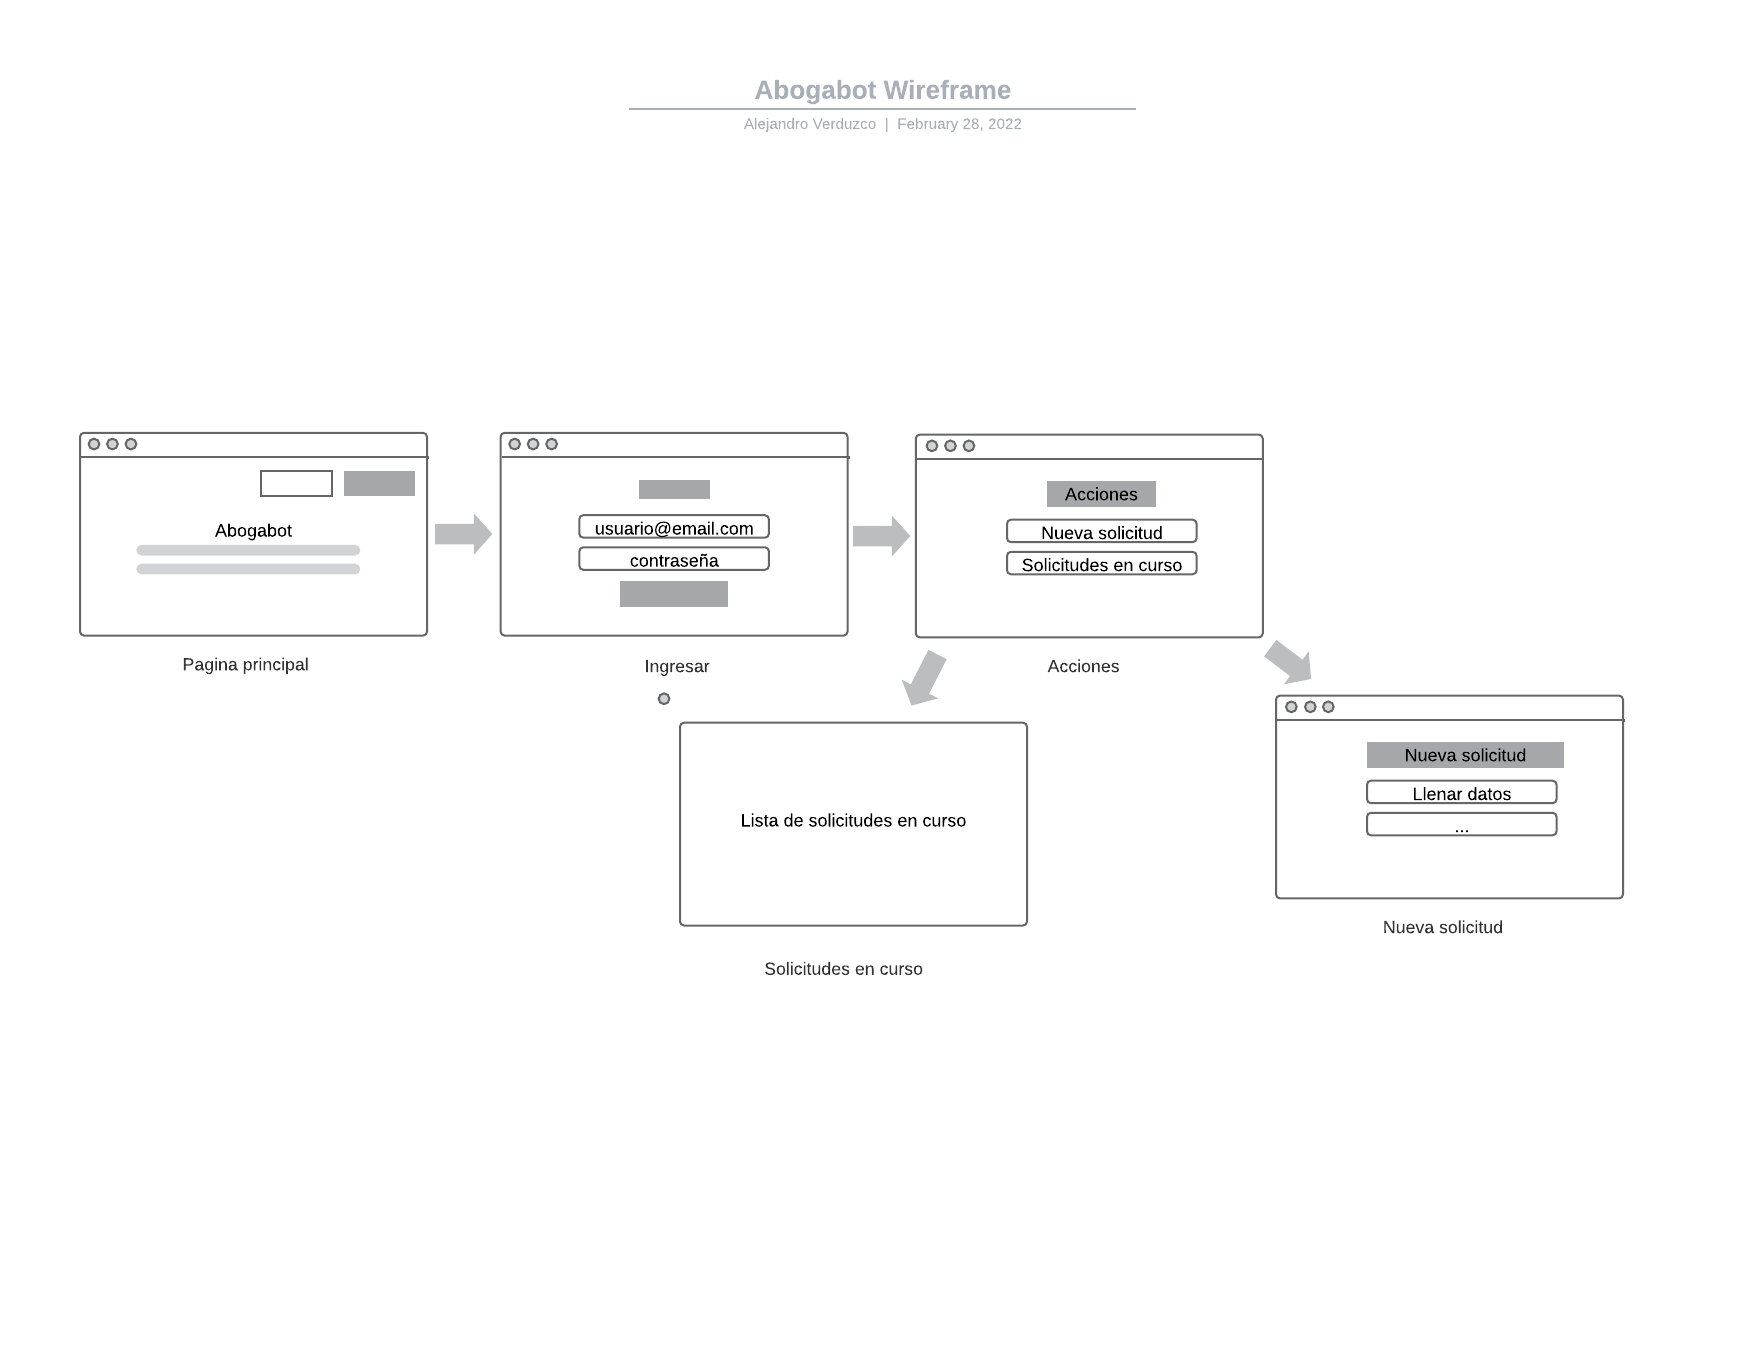 Abogabot Wireframe
Alejandro Verduzco | February 28, 2022
Abogabot
Pagina principal
usuario@email.com
contraseña
Ingresar
Acciones
Nueva solicitud
Solicitudes en curso
Acciones
Lista de solicitudes en curso
Solicitudes en curso
Nueva solicitud
Llenar datos
...
Nueva solicitud